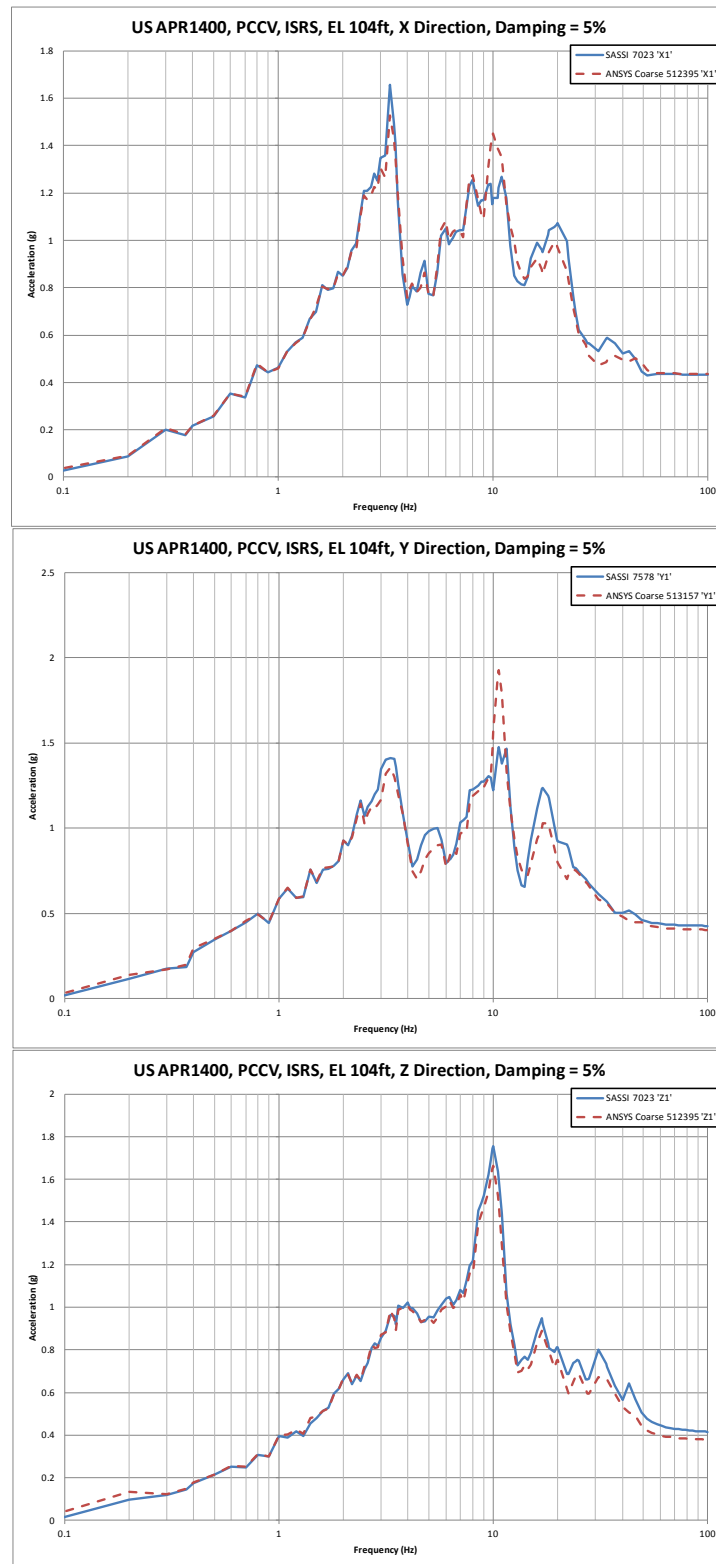 US APR1400, PCCV, ISRS, EL 104ft, X Direction, Damping = 5%
SASSI 7023 'X1'
ANSYS Coarse 512395 'X1'
1.8
1.6
1.4
1.2
1
0.8
0.6
0.4
0.2
0
Acceleration (g)
0.1 1 10 100
Frequency (Hz)
US APR1400, PCCV, ISRS, EL 104ft, Y Direction, Damping = 5%
SASSI 7578 'Y1'
ANSYS Coarse 513157 'Y1'
2.5
2
1.5
1
0.5
0
Acceleration (g)
0.1 1 10 100
Frequency (Hz)
US APR1400, PCCV, ISRS, EL 104ft, Z Direction, Damping = 5%
SASSI 7023 'Z1'
ANSYS Coarse 512395 'Z1'
2
1.8
1.6
1.4
1.2
1
0.8
0.6
0.4
0.2
0
Acceleration (g)
0.1 1 10 100
Frequency (Hz)